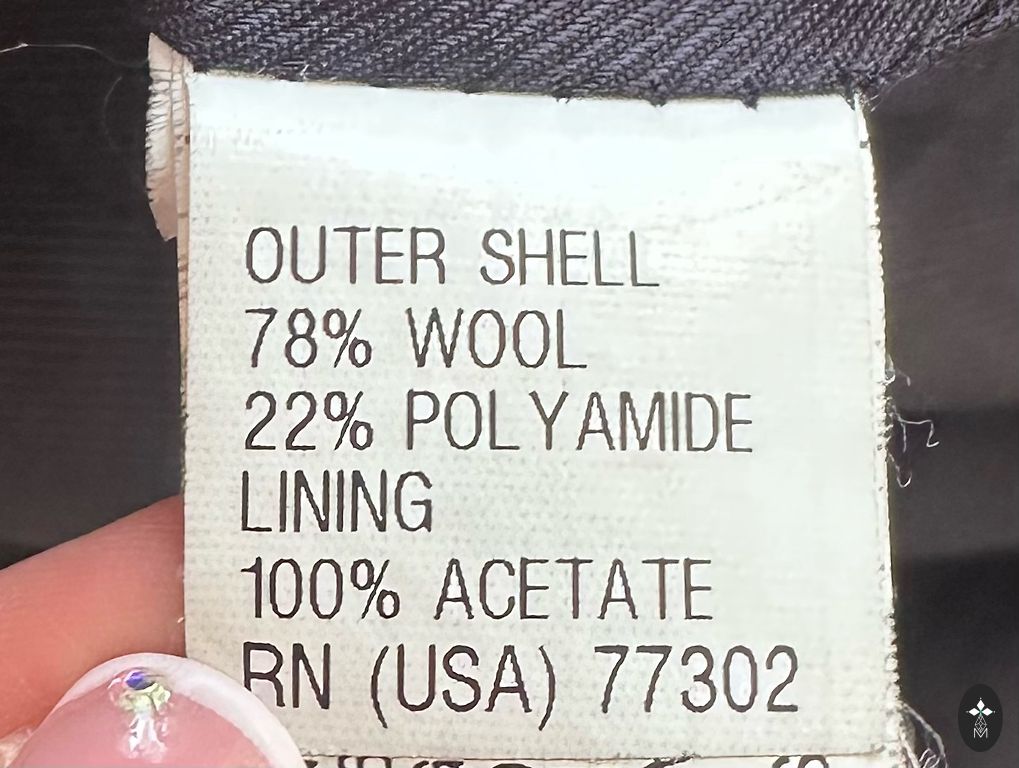 OUTER SHELL
78% WOOL
22% POLYAMIDE
LINING
100% ACETATE
RN (USA) 77302